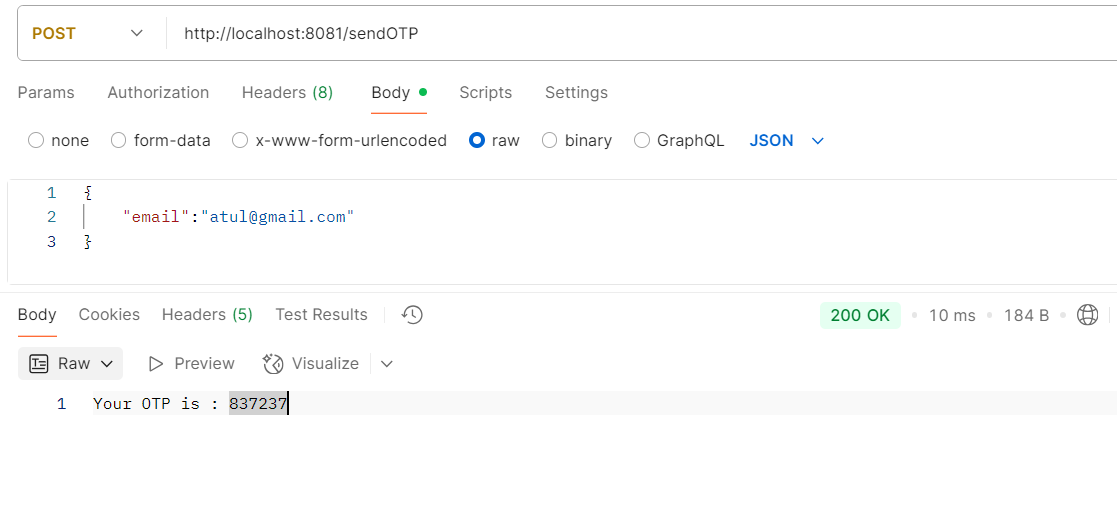 POST http://localhost:8081/sendOTP
Params Authorization Headers (8) Body Scripts Settings
none form-data x-www-form-urlencoded raw binary GraphQL JSON
1 {
2 "email":"atul@gmail.com"
3 }
Body Cookies Headers (5) Test Results 200 OK 10 ms 184 B
Raw Preview Visualize
1 Your OTP is : 837237